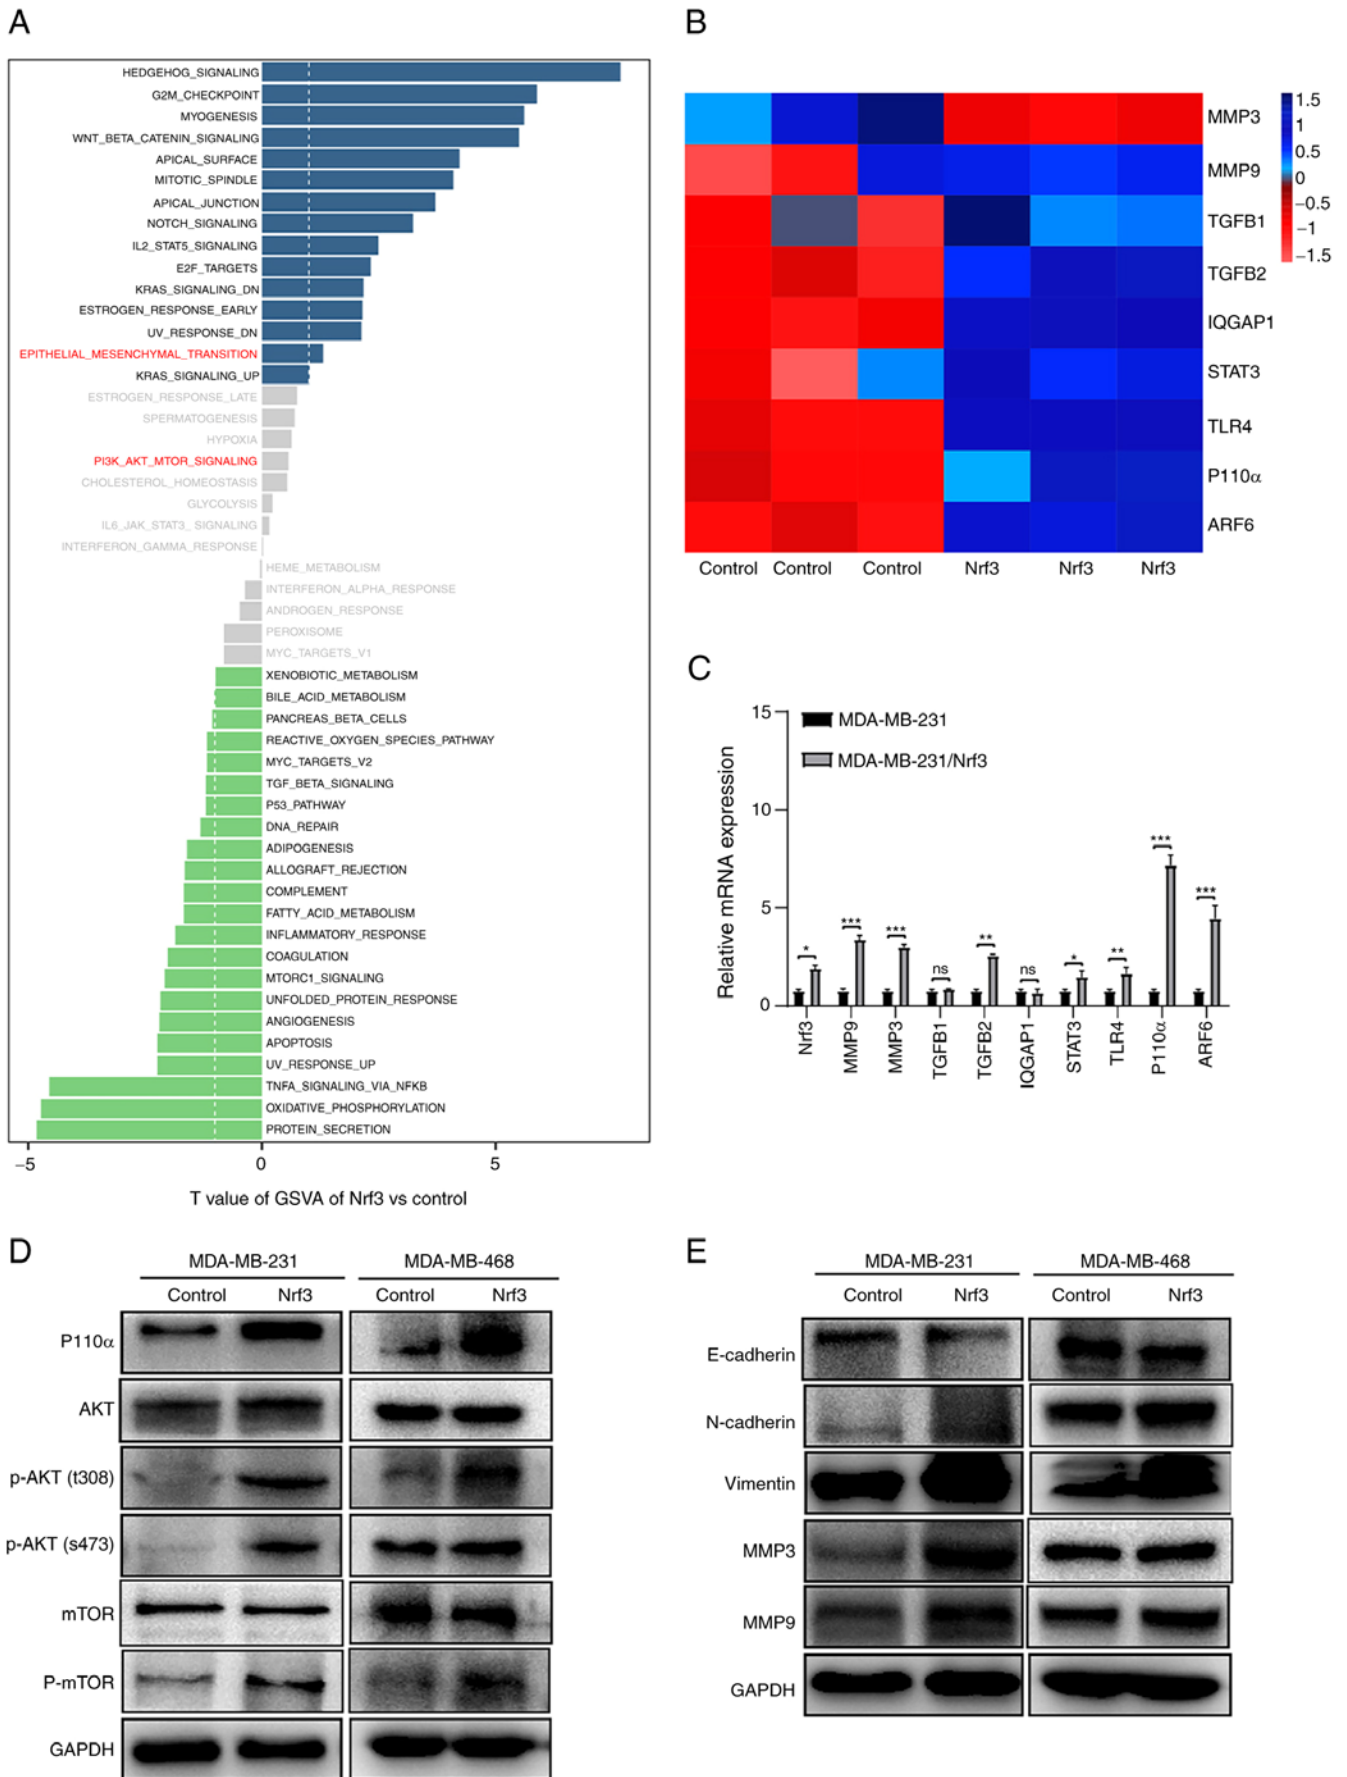 A
HEDGEHOG_SIGNALING
G2M_CHECKPOINT
MYOGENESIS
WNT_BETA_CATENIN_SIGNALING
APICAL_SURFACE
MITOTIC_SPINDLE
APICAL_JUNCTION
NOTCH_SIGNALING
IL2_STAT5_SIGNALING
E2F_TARGETS
KRAS_SIGNALING_DN
ESTROGEN_RESPONSE_EARLY
UV_RESPONSE_DN
EPITHELIAL_MESENCHYMAL_TRANSITION
KRAS_SIGNALING_UP
ESTROGEN_RESPONSE_LATE
SPERMATOGENESIS
HYPOXIA
PI3K_AKT_MTOR_SIGNALING
CHOLESTEROL_HOMEOSTASIS
GLYCOLYSIS
IL6_JAK_STAT3_ SIGNALING
INTERFERON_GAMMA_RESPONSE
HEME_METABOLISM
INTERFERON_ALPHA_RESPONSE
ANDROGEN_RESPONSE
PEROXISOME
MYC_TARGETS_V1
XENOBIOTIC_METABOLISM
BILE_ACID_METABOLISM
PANCREAS_BETA_CELLS
REACTIVE_OXYGEN_SPECIES_PATHWAY
MYC_TARGETS_V2
TGF_BETA_SIGNALING
P53_PATHWAY
DNA_REPAIR
ADIPOGENESIS
ALLOGRAFT_REJECTION
COMPLEMENT
FATTY_ACID_METABOLISM
INFLAMMATORY_RESPONSE
COAGULATION
MTORC1_SIGNALING
UNFOLDED_PROTEIN_RESPONSE
ANGIOGENESIS
APOPTOSIS
UV_RESPONSE_UP
TNFA_SIGNALING_VIA_NFKB
OXIDATIVE_PHOSPHORYLATION
PROTEIN_SECRETION
−5 0 5
T value of GSVA of Nrf3 vs control
B
MMP3
MMP9
TGFB1
TGFB2
IQGAP1
STAT3
TLR4
P110α
ARF6
1.5
1
0.5
0
−0.5
−1
−1.5
Control Control Control Nrf3 Nrf3 Nrf3
C
Relative mRNA expression
15
10
5
0
MDA-MB-231
MDA-MB-231/Nrf3
* *** *** ns ** ns * ** *** ***
Nrf3 MMP9 MMP3 TGFB1 TGFB2 IQGAP1 STAT3 TLR4 P110α ARF6
D
MDA-MB-231 MDA-MB-468
Control Nrf3 Control Nrf3
P110α
AKT
p-AKT (t308)
p-AKT (s473)
mTOR
P-mTOR
GAPDH
E
MDA-MB-231 MDA-MB-468
Control Nrf3 Control Nrf3
E-cadherin
N-cadherin
Vimentin
MMP3
MMP9
GAPDH